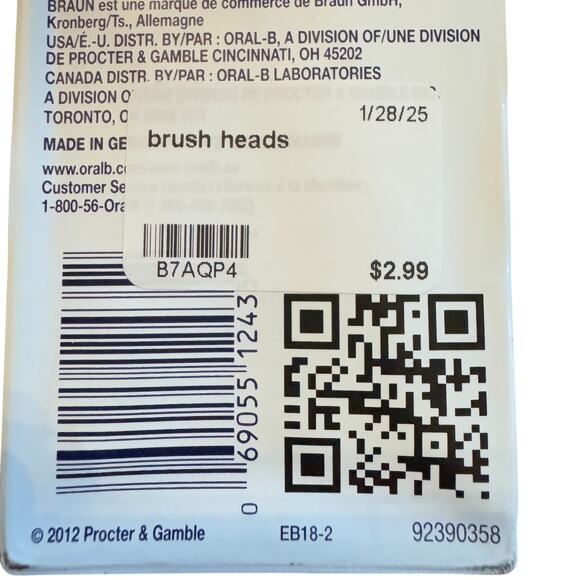 BRAUN est une marque de commerce de Braun GmbH,
Kronberg/Ts., Allemagne
USA/É.-U. DISTR. BY/PAR : ORAL-B, A DIVISION OF/UNE DIVISION
DE PROCTER & GAMBLE CINCINNATI, OH 45202
CANADA DISTR. BY/PAR : ORAL-B LABORATORIES
A DIVISION
TORONTO,
MADE IN
www.oralb.
Customer
1-800-56-Ora
1/28/25
brush heads
B7AQP4
$2.99
0 69055 1243
© 2012 Procter & Gamble
EB18-2
92390358